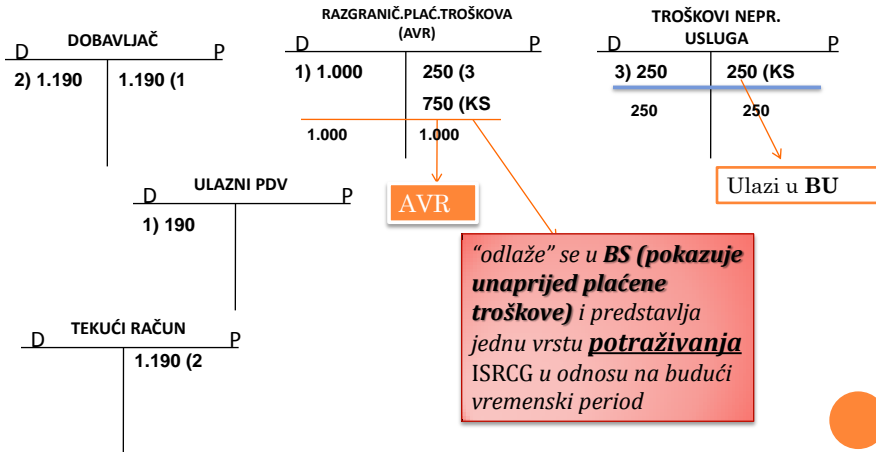 DOBAVLJAČ
D P
2) 1.190 1.190 (1
RAZGRANIČ.PLAĆ.TROŠKOVA
(AVR)
D P
1) 1.000 250 (3
750 (KS
1.000 1.000
TROŠKOVI NEPR.
USLUGA
D P
3) 250 250 (KS
250 250
ULAZNI PDV
D P
1) 190
AVR
Ulazi u BU
“odlaže” se u BS (pokazuje
unaprijed plaćene
troškove) i predstavlja
jednu vrstu potraživanja
ISRCG u odnosu na budući
vremenski period
TEKUĆI RAČUN
D P
1.190 (2